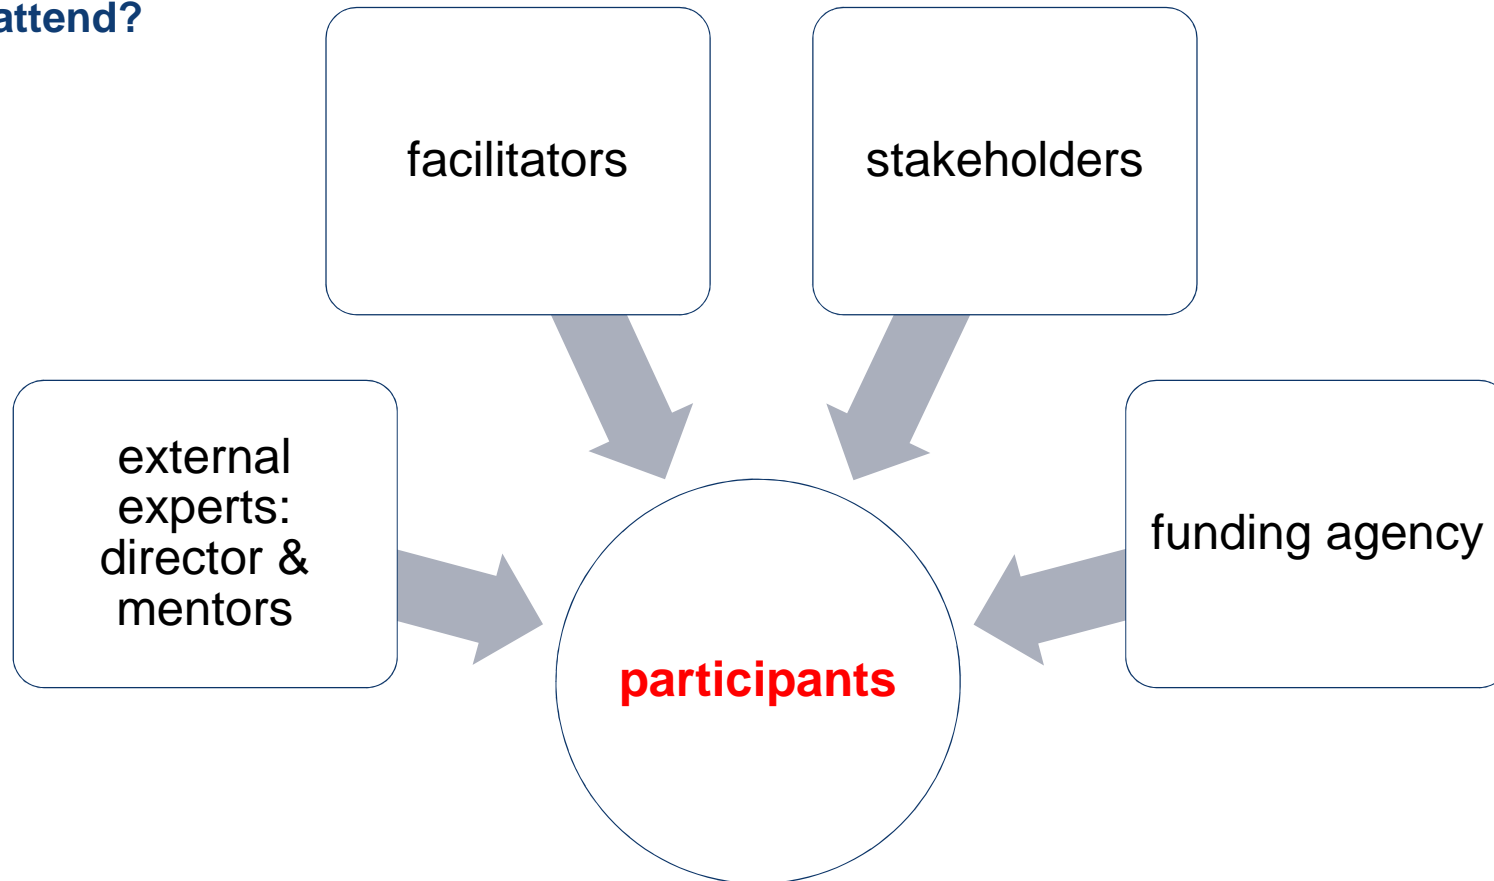 attend?
facilitators
stakeholders
external
experts:
director &
mentors
funding agency
participants